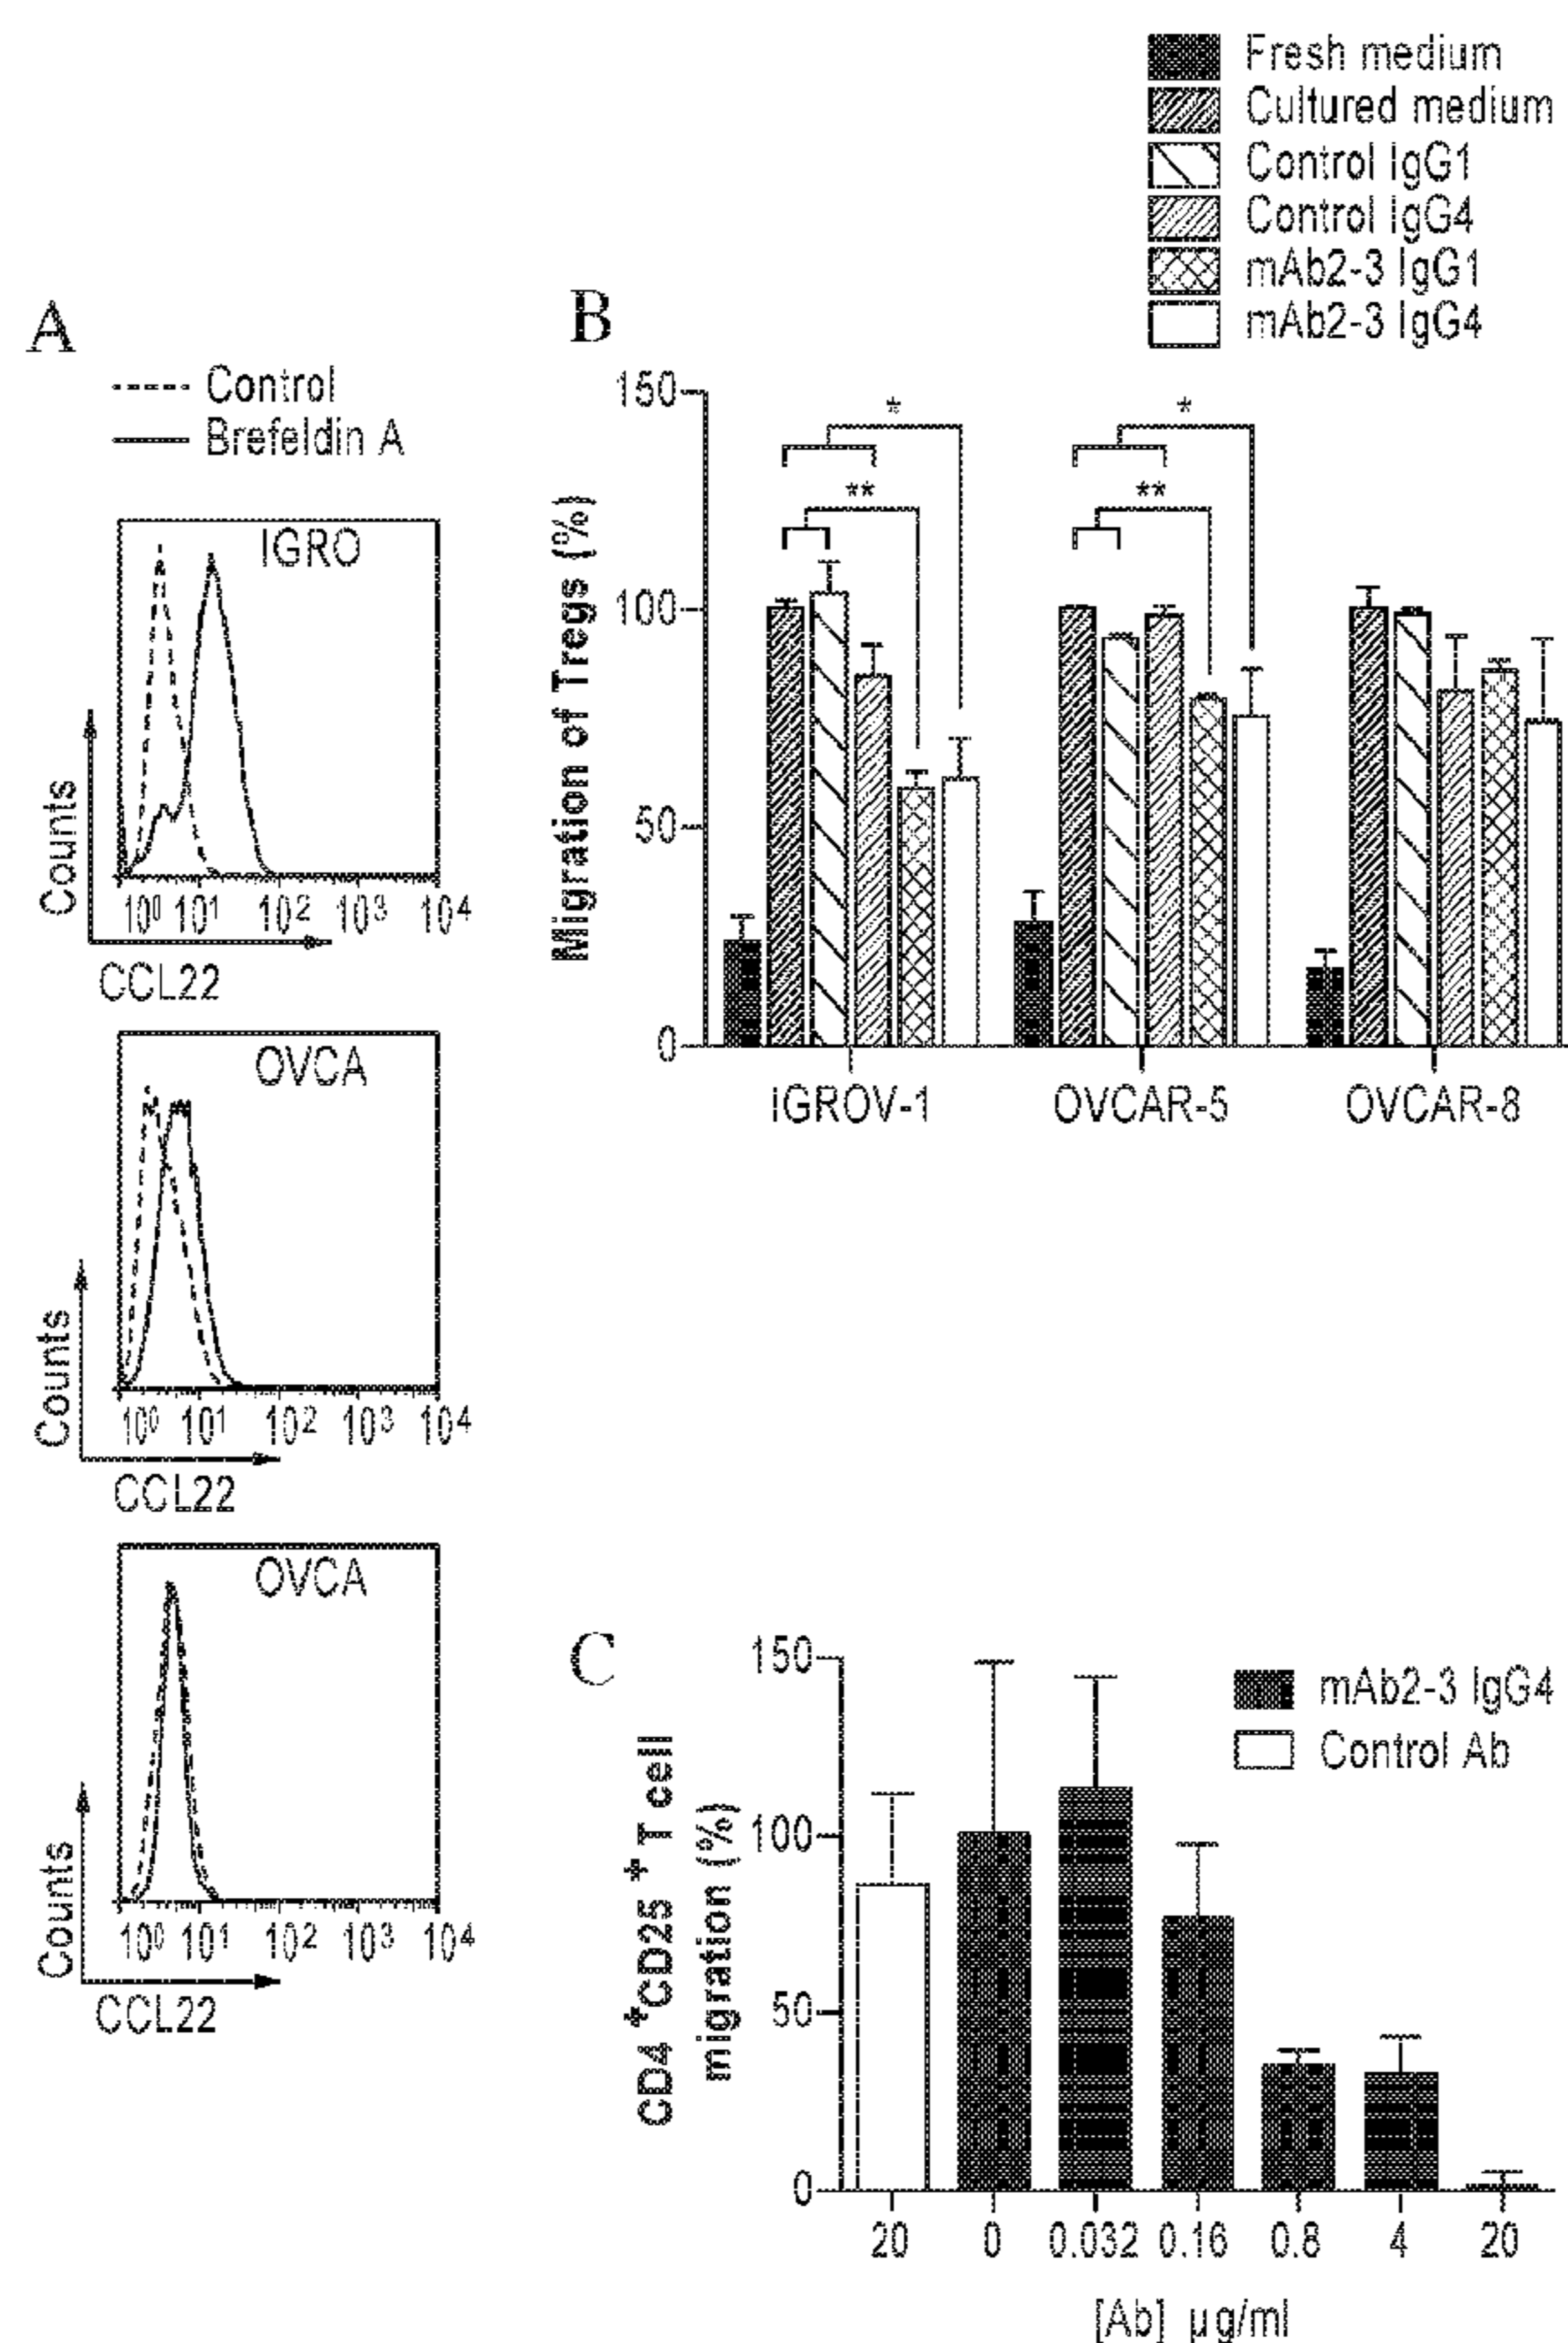 Fresh medium
Cultured medium
Control IgG1
Control IgG4
mAb2-3 IgG1
mAb2-3 IgG4
A
Control
Brefeldin A
IGRO
Counts
10⁰ 10¹ 10² 10³ 10⁴
CCL22
OVCA
Counts
10⁰ 10¹ 10² 10³ 10⁴
CCL22
OVCA
Counts
10⁰ 10¹ 10² 10³ 10⁴
CCL22
B
Migration of Tregs (%)
150
100
50
0
* *
** **
IGROV-1 OVCAR-5 OVCAR-8
C
mAb2-3 IgG4
Control Ab
CD4⁺CD25⁺ T cell
migration (%)
150
100
50
0
20 0 0.032 0.16 0.8 4 20
[Ab] µg/ml